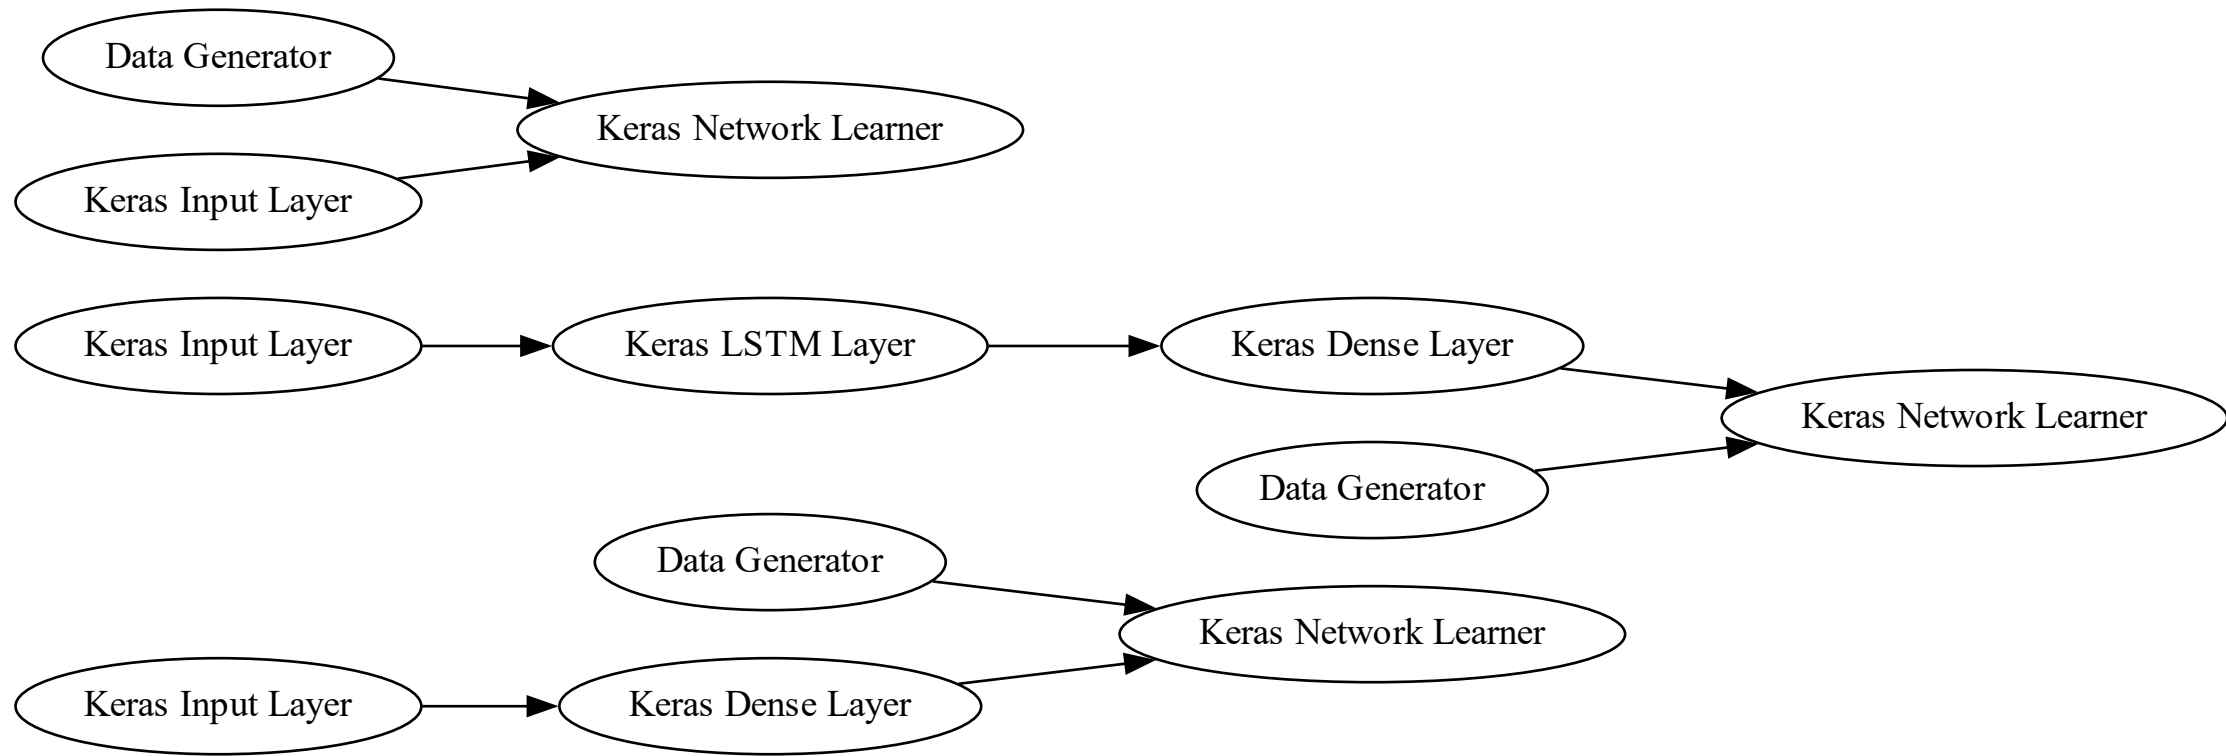 Data Generator
Keras Network Learner
Keras Input Layer
Keras Input Layer
Keras LSTM Layer
Keras Dense Layer
Keras Network Learner
Data Generator
Data Generator
Keras Network Learner
Keras Input Layer
Keras Dense Layer